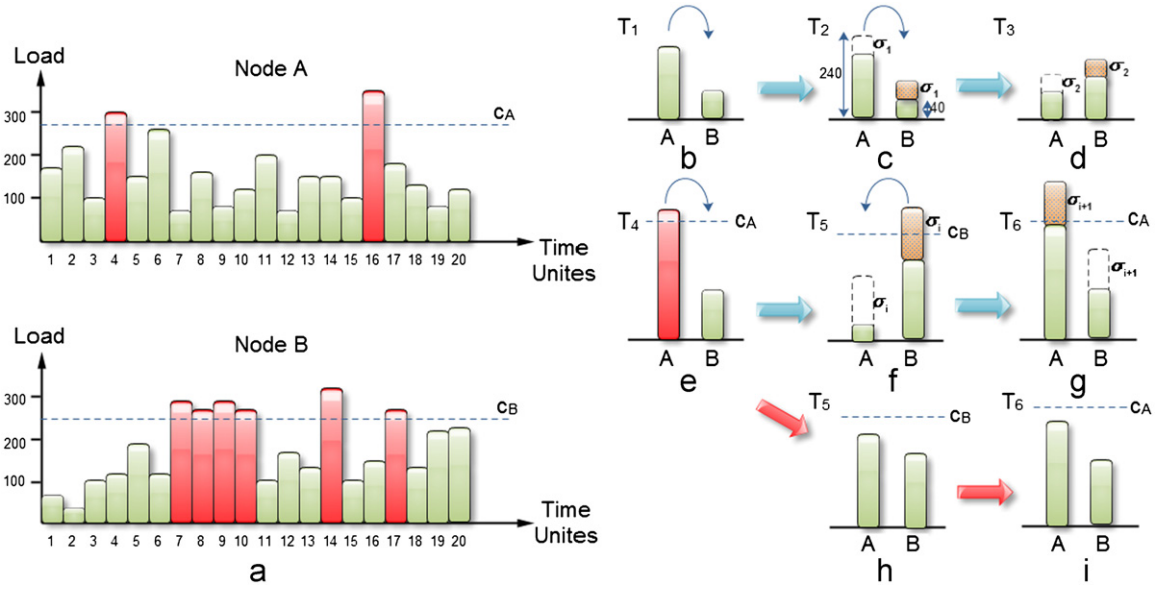 Load
Node A
300
200
100
cA
1 2 3 4 5 6 7 8 9 10 11 12 13 14 15 16 17 18 19 20
Time
Unites
Load
Node B
300
200
100
cB
1 2 3 4 5 6 7 8 9 10 11 12 13 14 15 16 17 18 19 20
Time
Unites
a
T1
A B
b
T2
σ1
240
σ1
40
A B
c
T3
σ2
σ2
A B
d
T4
cA
A B
e
T5
σi
cB
σi
A B
f
T6
σi+1
cA
σi+1
A B
g
T5
cB
A B
h
T6
cA
A B
i